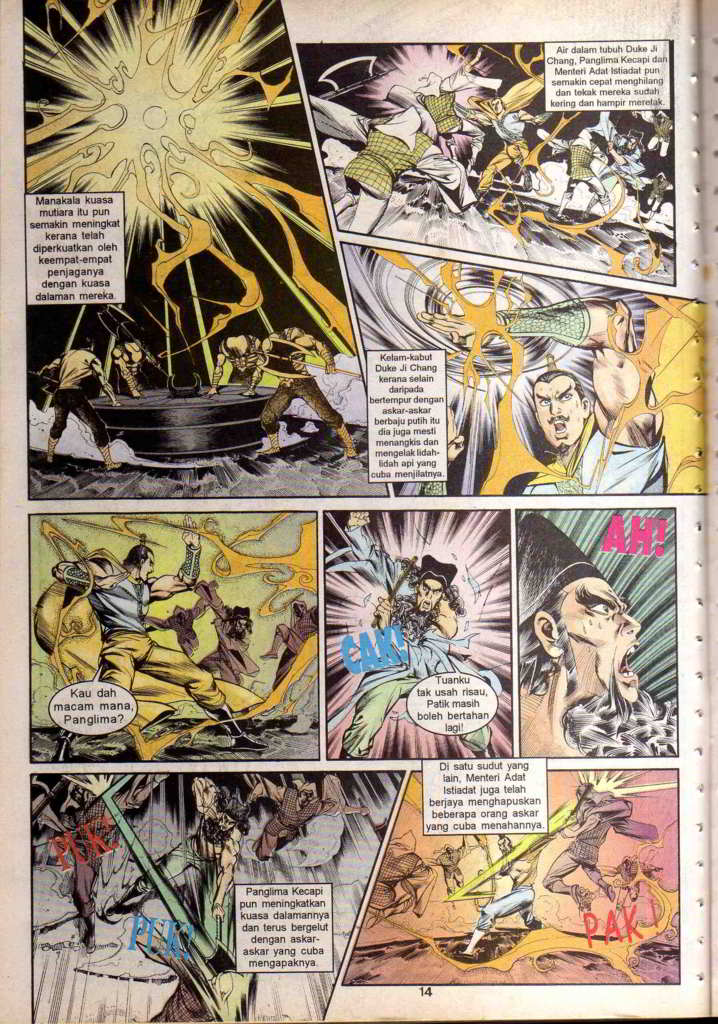 Manakala kuasa
mutiara itu pun
semakin meningkat
kerana telah
diperkuatkan oleh
keempat-empat
penjaganya
dengan kuasa
dalaman mereka.
Air dalam tubuh Duke Ji
Chang, Panglima Kecapi dan
Menteri Adat Istiadat pun
semakin cepat menghilang
dan tekak mereka sudah
kering dan hampir meretak.
Kelam-kabut
Duke Ji Chang
kerana selain
daripada
bertempur dengan
askar-askar
berbaju putih itu
dia juga mesti
menangkis dan
mengelak lidah-
lidah api yang
cuba menjilatnya.
Kau dah
macam mana,
Panglima?
CAK!
Tuanku
tak usah risau,
Patik masih
boleh bertahan
lagi!
AH!
PUK!
PUK!
Panglima Kecapi
pun meningkatkan
kuasa dalamannya
dan terus bergelut
dengan askar-
askar yang cuba
mengapaknya.
Di satu sudut yang
lain, Menteri Adat
Istiadat juga telah
berjaya menghapuskan
beberapa orang askar
yang cuba menahannya.
PAK!
14